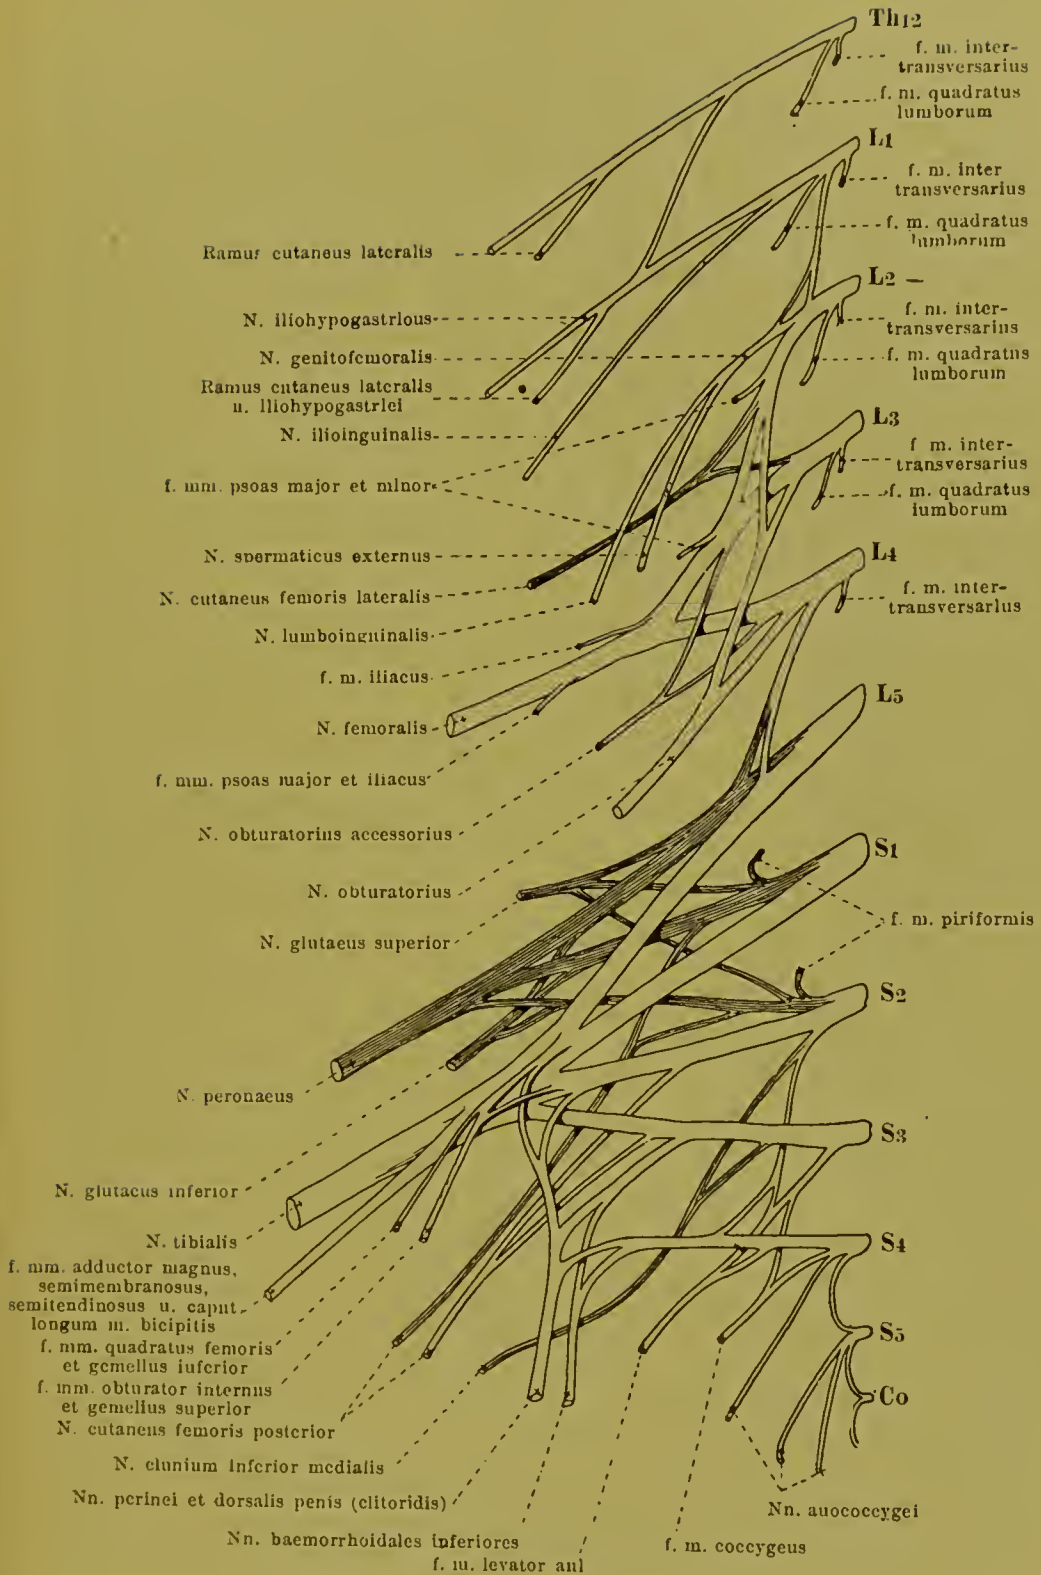 Th12
f. m. inter-
transversarius
f. m. quadratus
lumborum
L1
f. m. inter
transversarius
f. m. quadratus
lumborum
Ramus cutaneus lateralis
L2 –
f. m. inter-
transversarius
N. iliohypogastricus
N. genitofemoralis
f. m. quadratus
lumborum
Ramus cutaneus lateralis
n. iliohypogastrici
L3
N. ilioinguinalis
f m. inter-
transversarius
f. mm. psoas major et minor
f. m. quadratus
lumborum
N. spermaticus externus
L4
N. cutaneus femoris lateralis
f. m. inter-
transversarius
N. lumboinguinalis
f. m. iliacus
L5
N. femoralis
f. mm. psoas major et iliacus
N. obturatorius accessorius
S1
N. obturatorius
f. m. piriformis
N. glutaeus superior
S2
N. peronaeus
S3
N. glutaeus inferior
N. tibialis
S4
f. mm. adductor magnus,
semimembranosus,
semitendinosus u. caput
longum m. bicipitis
S5
f. mm. quadratus femoris
et gemellus inferior
f. mm. obturator internus
et gemellus superior
Co
N. cutaneus femoris posterior
N. clunium inferior medialis
Nn. perinei et dorsalis penis (clitoridis)
Nn. anococcygei
Nn. haemorrhoidales inferiores
f. m. coccygeus
f. m. levator ani